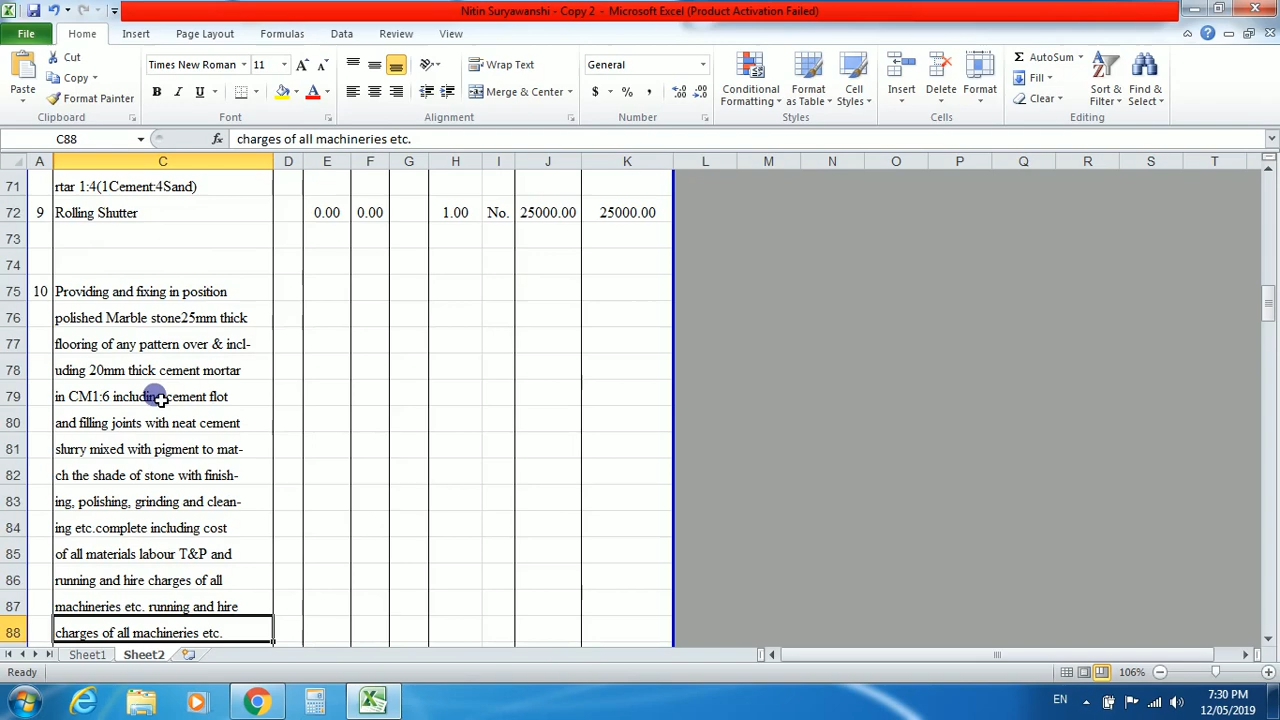 Nitin Suryawanshi - Copy 2 - Microsoft Excel (Product Activation Failed)
File Home Insert Page Layout Formulas Data Review View
Paste Cut Copy Format Painter
Times New Roman 11 A A
B I U A
Wrap Text
Merge & Center
General
$ % ,
Conditional Formatting
Format as Table
Cell Styles
Insert Delete Format
Σ AutoSum
Fill
Clear
Sort & Filter
Find & Select
Clipboard Font Alignment Number Styles Cells Editing
C88 fx charges of all machineries etc.
A C D E F G H I J K L M N O P Q R S T
71 rtar 1:4(1Cement:4Sand)
72 9 Rolling Shutter 0.00 0.00 1.00 No. 25000.00 25000.00
73
74
75 10 Providing and fixing in position
76 polished Marble stone25mm thick
77 flooring of any pattern over & incl-
78 uding 20mm thick cement mortar
79 in CM1:6 including cement flot
80 and filling joints with neat cement
81 slurry mixed with pigment to mat-
82 ch the shade of stone with finish-
83 ing, polishing, grinding and clean-
84 ing etc.complete including cost
85 of all materials labour T&P and
86 running and hire charges of all
87 machineries etc. running and hire
88 charges of all machineries etc.
Sheet1 Sheet2
Ready 106%
EN 7:30 PM
12/05/2019